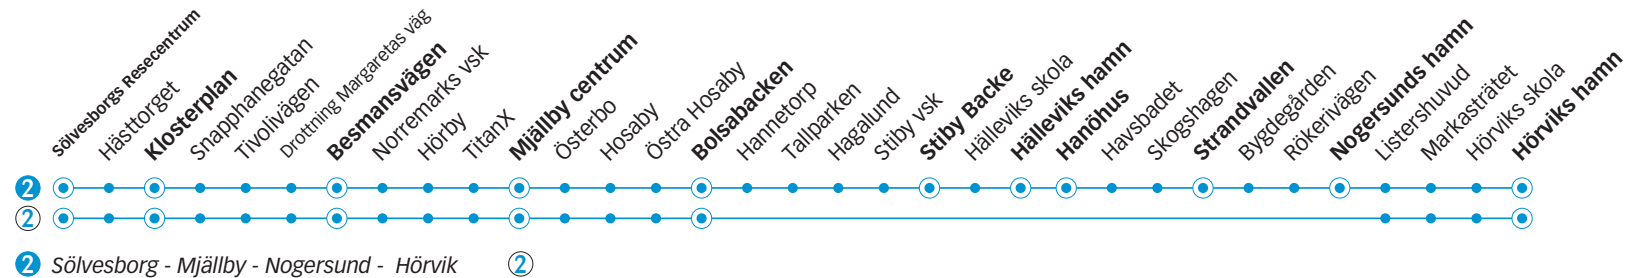 Sölvesborgs Resecentrum
Hästtorget
Klosterplan
Snapphanegatan
Tivolivägen
Drottning Margaretas väg
Besmansvägen
Norremarks vsk
Hörby
TitanX
Mjällby centrum
Österbo
Hosaby
Östra Hosaby
Bolsabacken
Hannetorp
Tallparken
Hagalund
Stiby vsk
Stiby Backe
Hälleviks skola
Hälleviks hamn
Hanöhus
Havsbadet
Skogshagen
Strandvallen
Bygdegården
Rökerivägen
Nogersunds hamn
Listershuvud
Markasträtet
Hörviks skola
Hörviks hamn
2
2
2 Sölvesborg - Mjällby - Nogersund - Hörvik 2